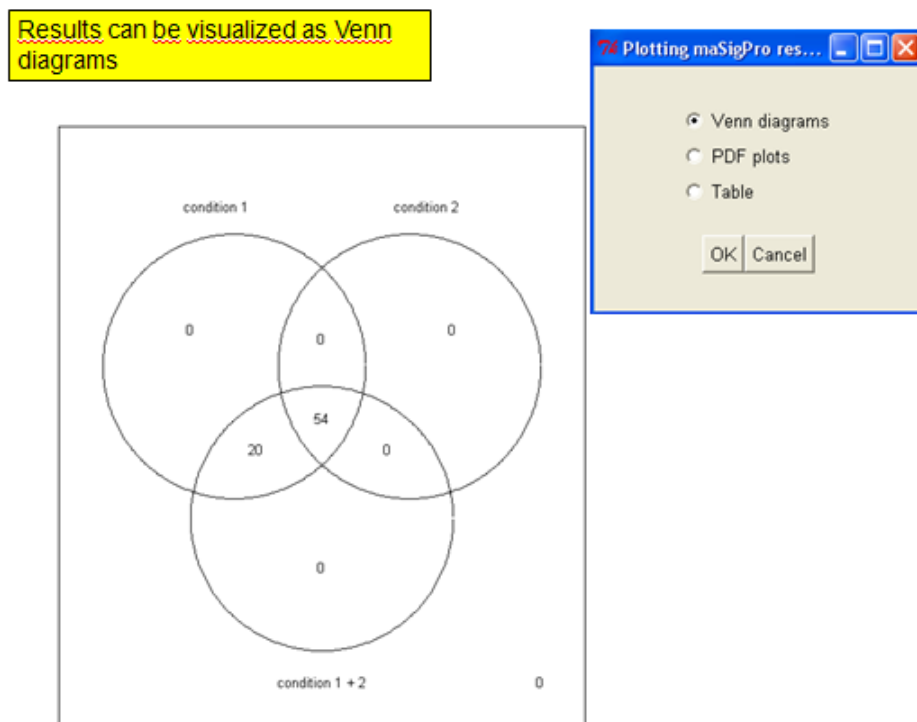 Results can be visualized as Venn
diagrams
Plotting maSigPro res...
Venn diagrams
PDF plots
Table
OK Cancel
condition 1 condition 2
0 0 0
54
20 0
0
condition 1 + 2 0